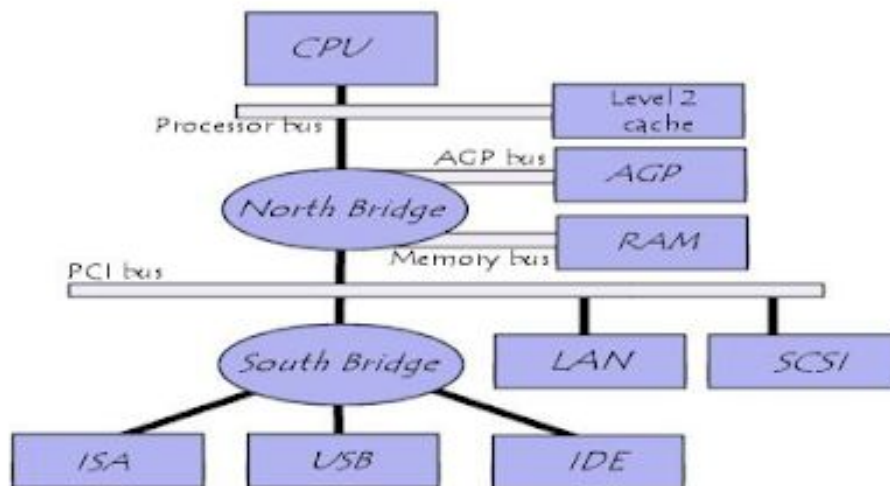 CPU
Level 2
cache
Processor bus
AGP bus
AGP
North Bridge
RAM
Memory bus
PCI bus
South Bridge
LAN
SCSI
ISA
USB
IDE